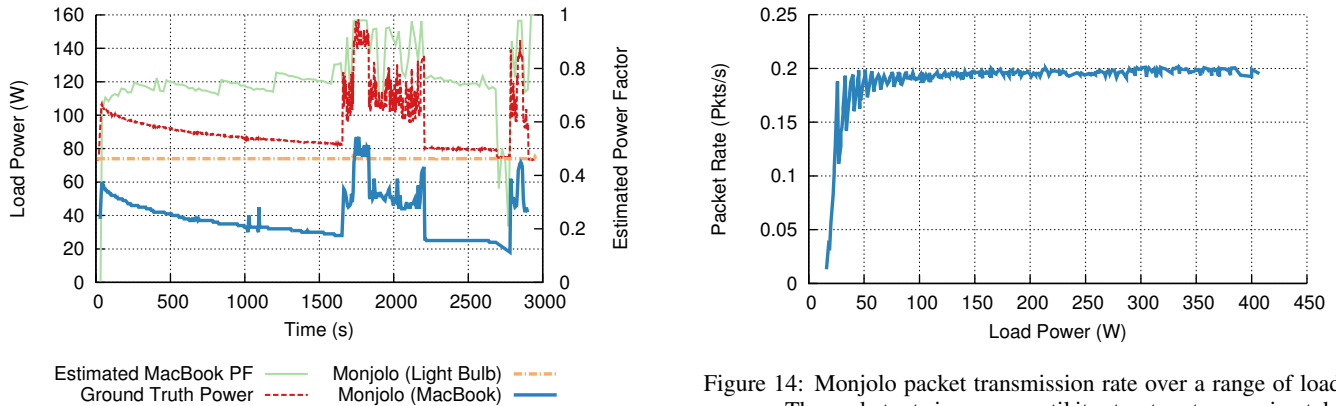 160
140
120
100
80
60
40
20
0
Load Power (W)
1
0.8
0.6
0.4
0.2
0
Estimated Power Factor
0 500 1000 1500 2000 2500 3000
Time (s)
Estimated MacBook PF
Ground Truth Power
Monjolo (Light Bulb)
Monjolo (MacBook)
0.25
0.2
0.15
0.1
0.05
0
Packet Rate (Pkts/s)
0 50 100 150 200 250 300 350 400 450
Load Power (W)
Figure 14: Monjolo packet transmission rate over a range of load